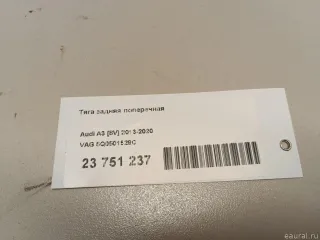 Тяга задняя поперечная
Audi A3 [8V] 2013-2020
VAG 5Q0501529C
23 751 237
eaural.ru